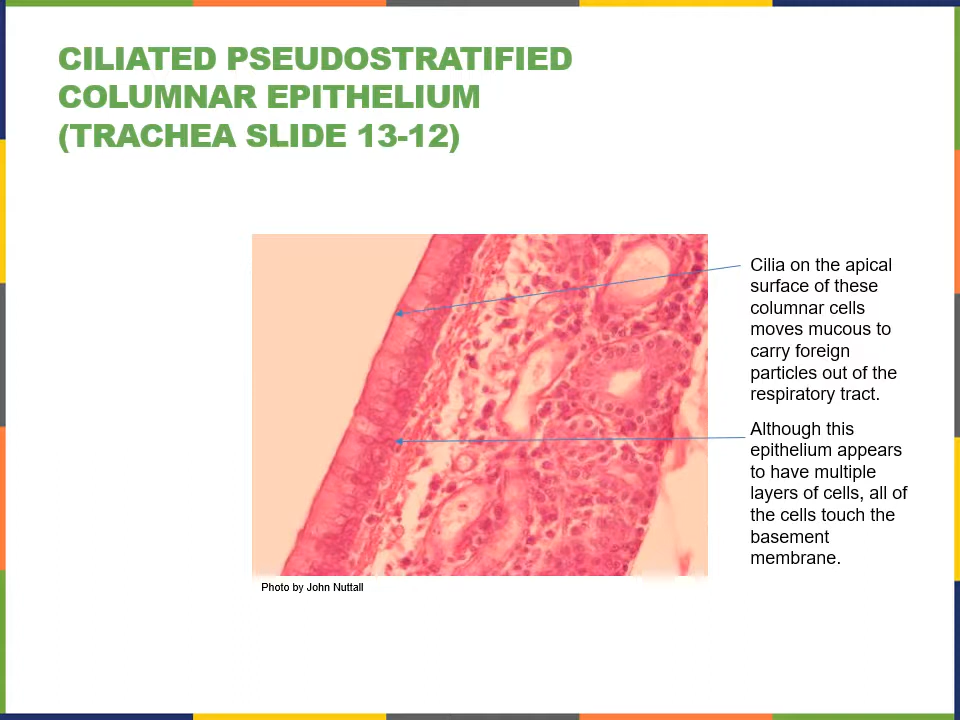 CILIATED PSEUDOSTRATIFIED
COLUMNAR EPITHELIUM
(TRACHEA SLIDE 13-12)
Cilia on the apical
surface of these
columnar cells
moves mucous to
carry foreign
particles out of the
respiratory tract.
Although this
epithelium appears
to have multiple
layers of cells, all of
the cells touch the
basement
membrane.
Photo by John Nuttall